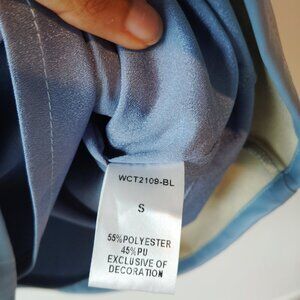 WCT2109-BL
S
55%POLYESTER
45%PU
EXCLUSIVE OF
DECORATION